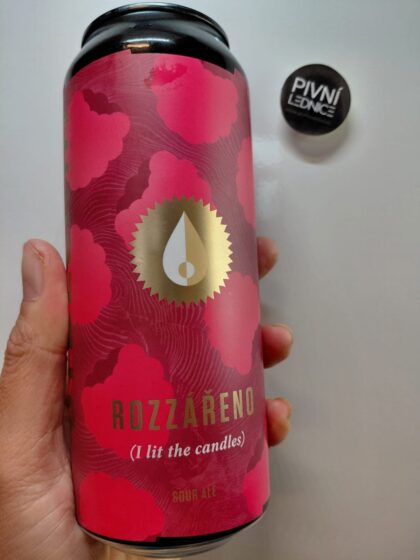 PIVNÍ
LEDNICE
ROZZÁŘENO
(I lit the candles)
SOUR ALE